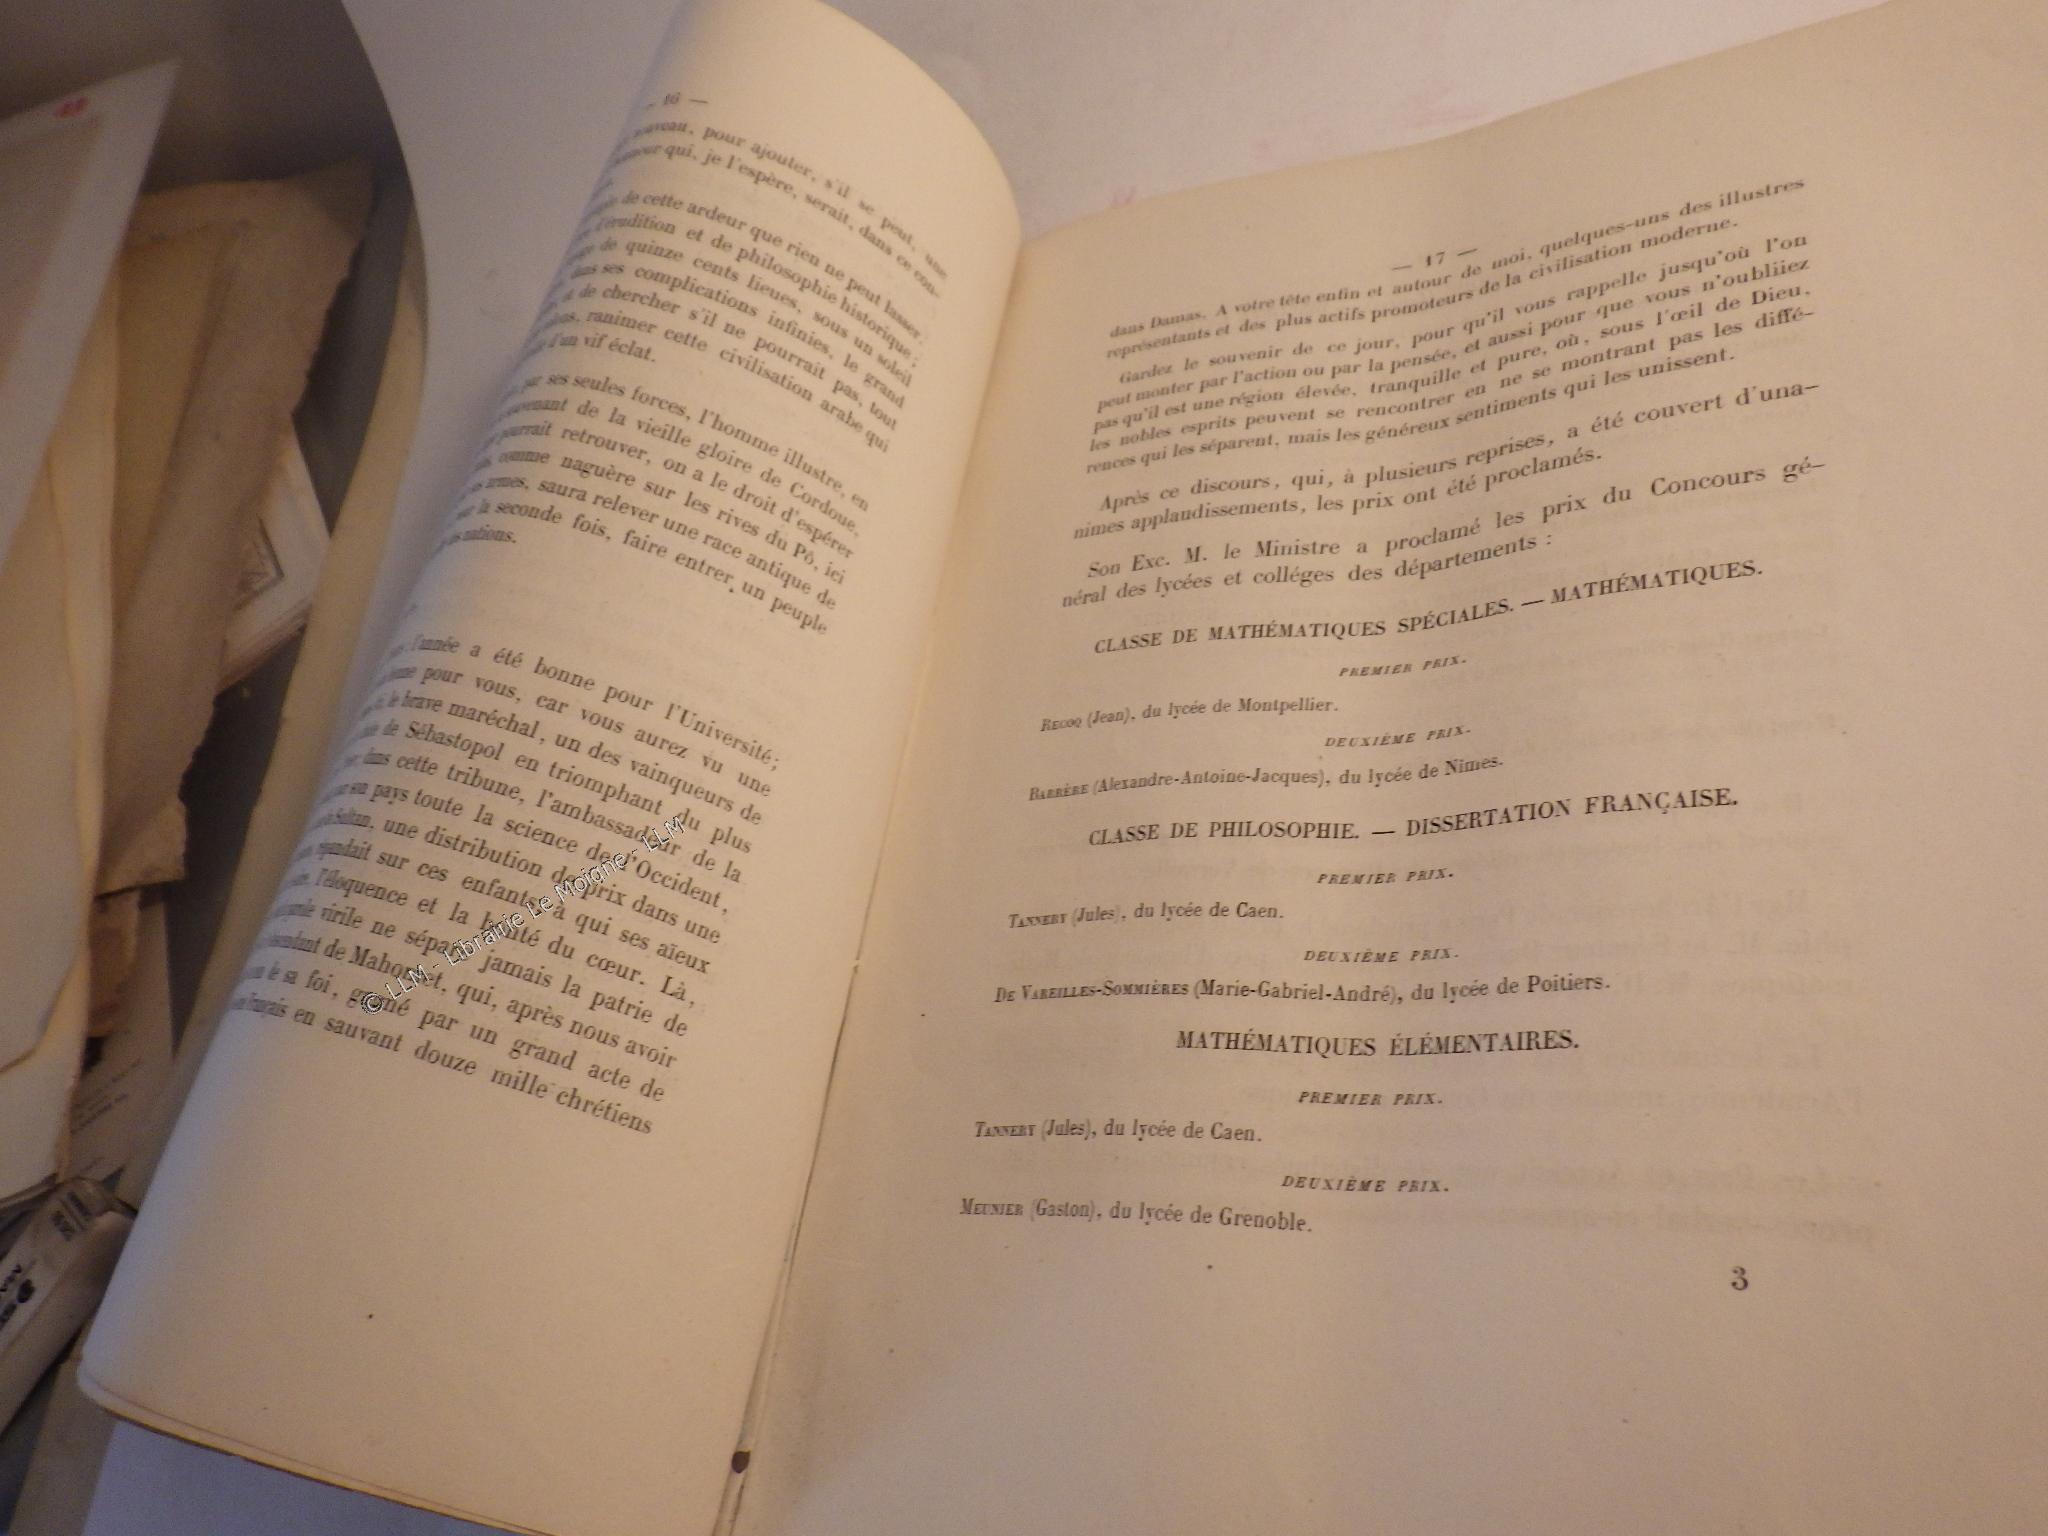 16 —
nouveau, pour ajouter, s'il se peut, une
qui, je l'espère, serait, dans ce con-
de cette ardeur que rien ne peut lasser,
d'érudition et de philosophie historique;
de quinze cents lieues, sous un soleil
dans ses complications infinies, le grand
et de chercher s'il ne pourrait pas, tout
ranimer cette civilisation arabe qui
d'un vif éclat.
par ses seules forces, l'homme illustre, en
souvenant de la vieille gloire de Cordoue,
pourrait retrouver, on a le droit d'espérer
comme naguère sur les rives du Pô, ici
armes, saura relever une race antique de
la seconde fois, faire entrer un peuple
nations.
l'année a été bonne pour l'Université;
pour vous, car vous aurez vu une
le brave maréchal, un des vainqueurs de
de Sébastopol en triomphant du plus
dans cette tribune, l'ambassadeur de la
son pays toute la science de l'Occident,
Sultan, une distribution de prix dans une
répandait sur ces enfants, à qui ses aïeux
l'éloquence et la bonté du cœur. Là,
parole virile ne sépare jamais la patrie de
descendant de Mahomet, qui, après nous avoir
de sa foi, gagné par un grand acte de
Français en sauvant douze mille chrétiens
© LLM - Librairie Le Moigne - LLM
— 17 —
dans Damas. A votre tête enfin et autour de moi, quelques-uns des illustres
représentants et des plus actifs promoteurs de la civilisation moderne.
Gardez le souvenir de ce jour, pour qu'il vous rappelle jusqu'où l'on
peut monter par l'action ou par la pensée, et aussi pour que vous n'oubliiez
pas qu'il est une région élevée, tranquille et pure, où, sous l'œil de Dieu,
les nobles esprits peuvent se rencontrer en ne se montrant pas les diffé-
rences qui les séparent, mais les généreux sentiments qui les unissent.
Après ce discours, qui, à plusieurs reprises, a été couvert d'una-
nimes applaudissements, les prix ont été proclamés.
Son Exc. M. le Ministre a proclamé les prix du Concours gé-
néral des lycées et colléges des départements :
CLASSE DE MATHÉMATIQUES SPÉCIALES. — MATHÉMATIQUES.
PREMIER PRIX.
RECOQ (Jean), du lycée de Montpellier.
DEUXIÈME PRIX.
BARRÈRE (Alexandre-Antoine-Jacques), du lycée de Nîmes.
CLASSE DE PHILOSOPHIE. — DISSERTATION FRANÇAISE.
PREMIER PRIX.
TANNERY (Jules), du lycée de Caen.
DEUXIÈME PRIX.
DE VAREILLES-SOMMIÈRES (Marie-Gabriel-André), du lycée de Poitiers.
MATHÉMATIQUES ÉLÉMENTAIRES.
PREMIER PRIX.
TANNERY (Jules), du lycée de Caen.
DEUXIÈME PRIX.
MEUNIER (Gaston), du lycée de Grenoble.
3